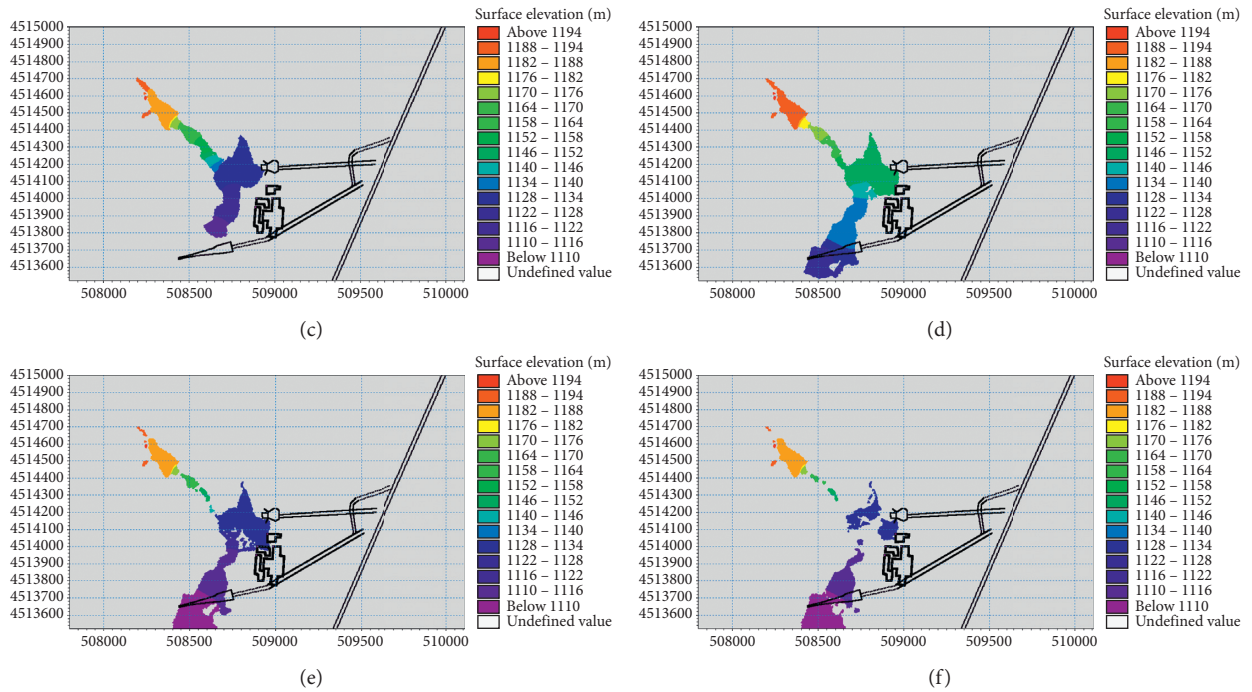 Surface elevation (m)
4515000
4514900
4514800
4514700
4514600
4514500
4514400
4514300
4514200
4514100
4514000
4513900
4513800
4513700
4513600
Above 1194
1188 – 1194
1182 – 1188
1176 – 1182
1170 – 1176
1164 – 1170
1158 – 1164
1152 – 1158
1146 – 1152
1140 – 1146
1134 – 1140
1128 – 1134
1122 – 1128
1116 – 1122
1110 – 1116
Below 1110
Undefined value
508000 508500 509000 509500 510000
(c)
Surface elevation (m)
4515000
4514900
4514800
4514700
4514600
4514500
4514400
4514300
4514200
4514100
4514000
4513900
4513800
4513700
4513600
Above 1194
1188 – 1194
1182 – 1188
1176 – 1182
1170 – 1176
1164 – 1170
1158 – 1164
1152 – 1158
1146 – 1152
1140 – 1146
1134 – 1140
1128 – 1134
1122 – 1128
1116 – 1122
1110 – 1116
Below 1110
Undefined value
508000 508500 509000 509500 510000
(d)
Surface elevation (m)
4515000
4514900
4514800
4514700
4514600
4514500
4514400
4514300
4514200
4514100
4514000
4513900
4513800
4513700
4513600
Above 1194
1188 – 1194
1182 – 1188
1176 – 1182
1170 – 1176
1164 – 1170
1158 – 1164
1152 – 1158
1146 – 1152
1140 – 1146
1134 – 1140
1128 – 1134
1122 – 1128
1116 – 1122
1110 – 1116
Below 1110
Undefined value
508000 508500 509000 509500 510000
(e)
Surface elevation (m)
4515000
4514900
4514800
4514700
4514600
4514500
4514400
4514300
4514200
4514100
4514000
4513900
4513800
4513700
4513600
Above 1194
1188 – 1194
1182 – 1188
1176 – 1182
1170 – 1176
1164 – 1170
1158 – 1164
1152 – 1158
1146 – 1152
1140 – 1146
1134 – 1140
1128 – 1134
1122 – 1128
1116 – 1122
1110 – 1116
Below 1110
Undefined value
508000 508500 509000 509500 510000
(f)